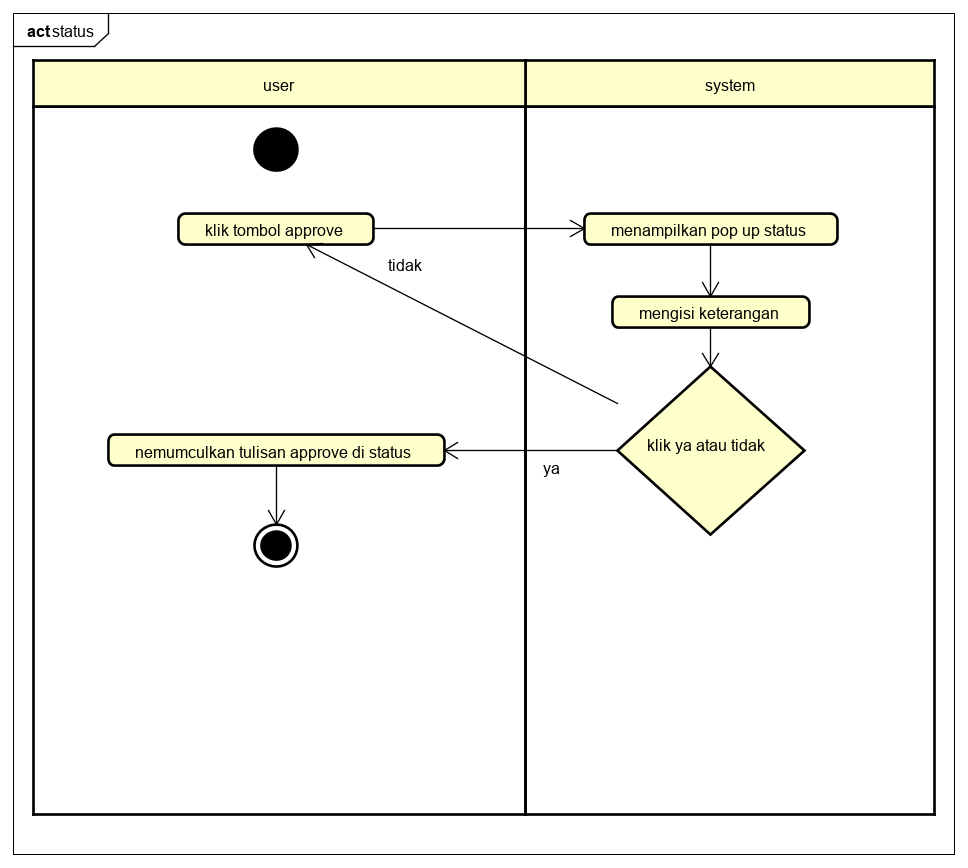 act status
user
system
klik tombol approve
menampilkan pop up status
tidak
mengisi keterangan
klik ya atau tidak
nemumculkan tulisan approve di status
ya